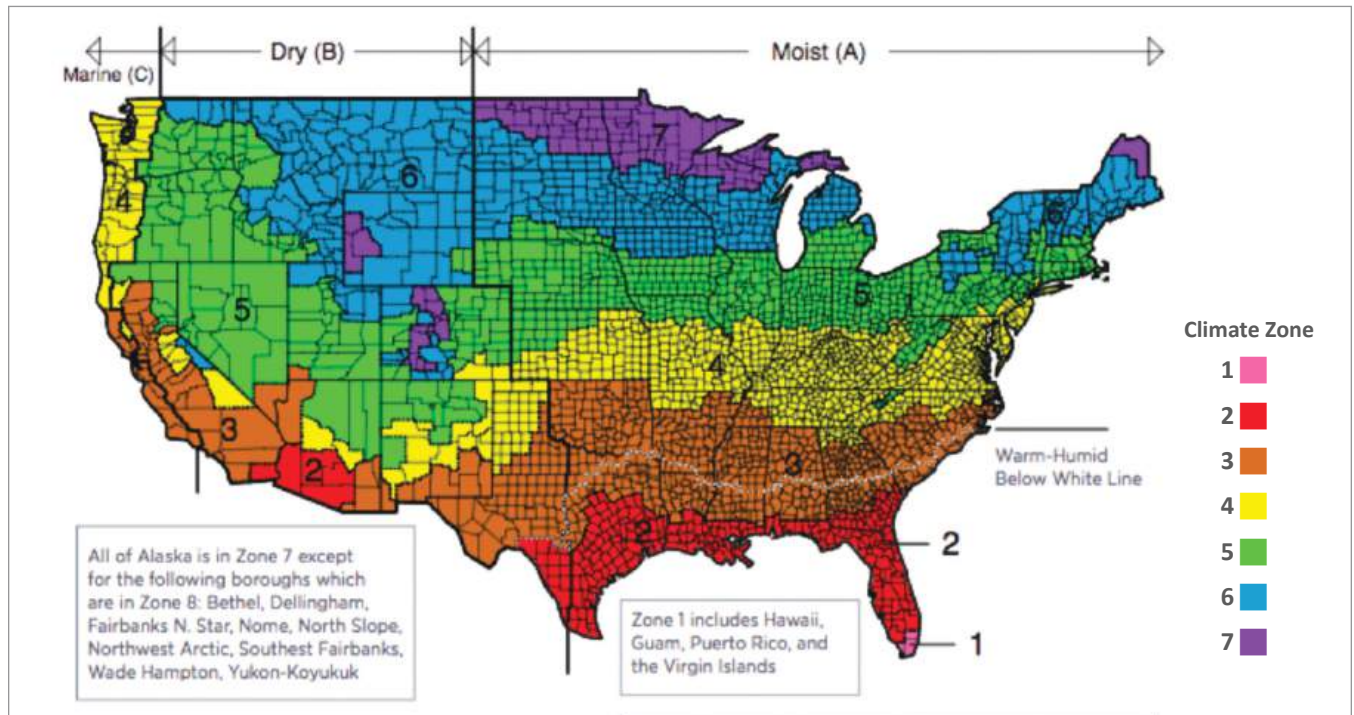 Dry (B)
Moist (A)
Marine (C)
7
6
6
4
5
5
4
3
3
2
2
Warm-Humid
Below White Line
2
1
All of Alaska is in Zone 7 except
for the following boroughs which
are in Zone 8: Bethel, Dellingham,
Fairbanks N. Star, Nome, North Slope,
Northwest Arctic, Southest Fairbanks,
Wade Hampton, Yukon-Koyukuk
Zone 1 includes Hawaii,
Guam, Puerto Rico, and
the Virgin Islands
Climate Zone
1
2
3
4
5
6
7